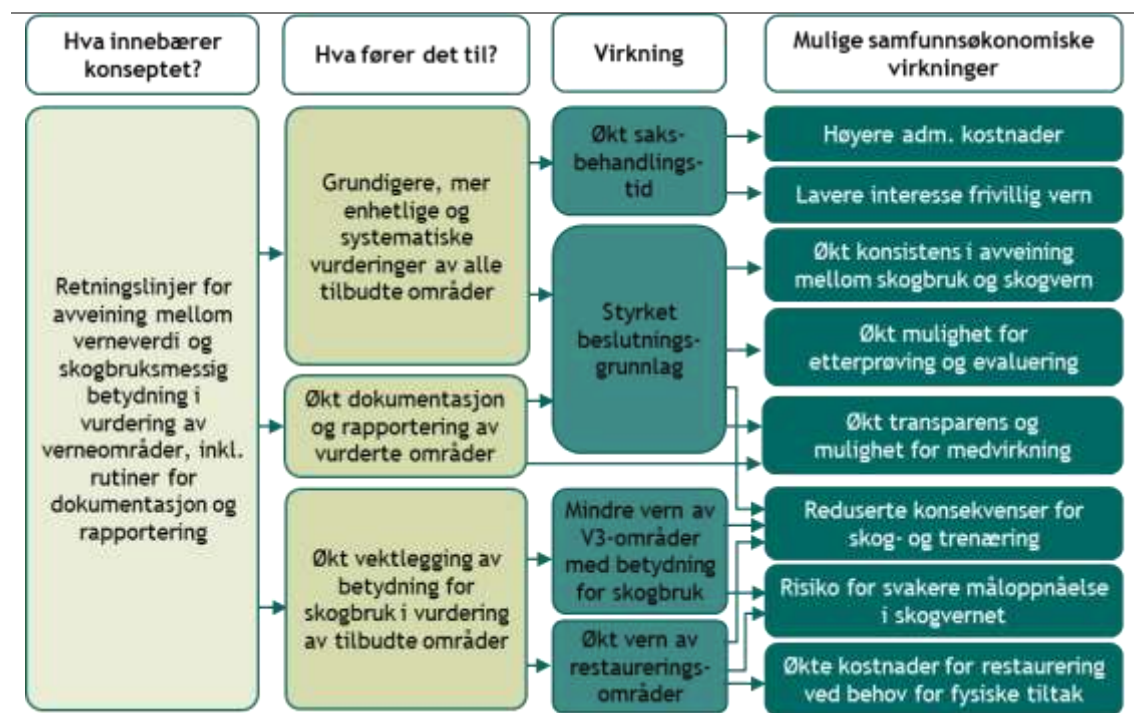 Hva innebærer
konseptet?
Hva fører det til?
Virkning
Mulige samfunnsøkonomiske
virkninger
Retningslinjer for
avveining mellom
verneverdi og
skogbruksmessig
betydning i
vurdering av
verneområder, inkl.
rutiner for
dokumentasjon og
rapportering
Grundigere, mer
enhetlige og
systematiske
vurderinger av alle
tilbudte områder
Økt dokumentasjon
og rapportering av
vurderte områder
Økt vektlegging av
betydning for
skogbruk i vurdering
av tilbudte områder
Økt saks-
behandlings-
tid
Styrket
beslutnings-
grunnlag
Mindre vern av
V3-områder
med betydning
for skogbruk
Økt vern av
restaurerings-
områder
Høyere adm. kostnader
Lavere interesse frivillig vern
Økt konsistens i avveining
mellom skogbruk og skogvern
Økt mulighet for
etterprøving og evaluering
Økt transparens og
mulighet for medvirkning
Reduserte konsekvenser for
skog- og trenæring
Risiko for svakere måloppnåelse
i skogvernet
Økte kostnader for restaurering
ved behov for fysiske tiltak